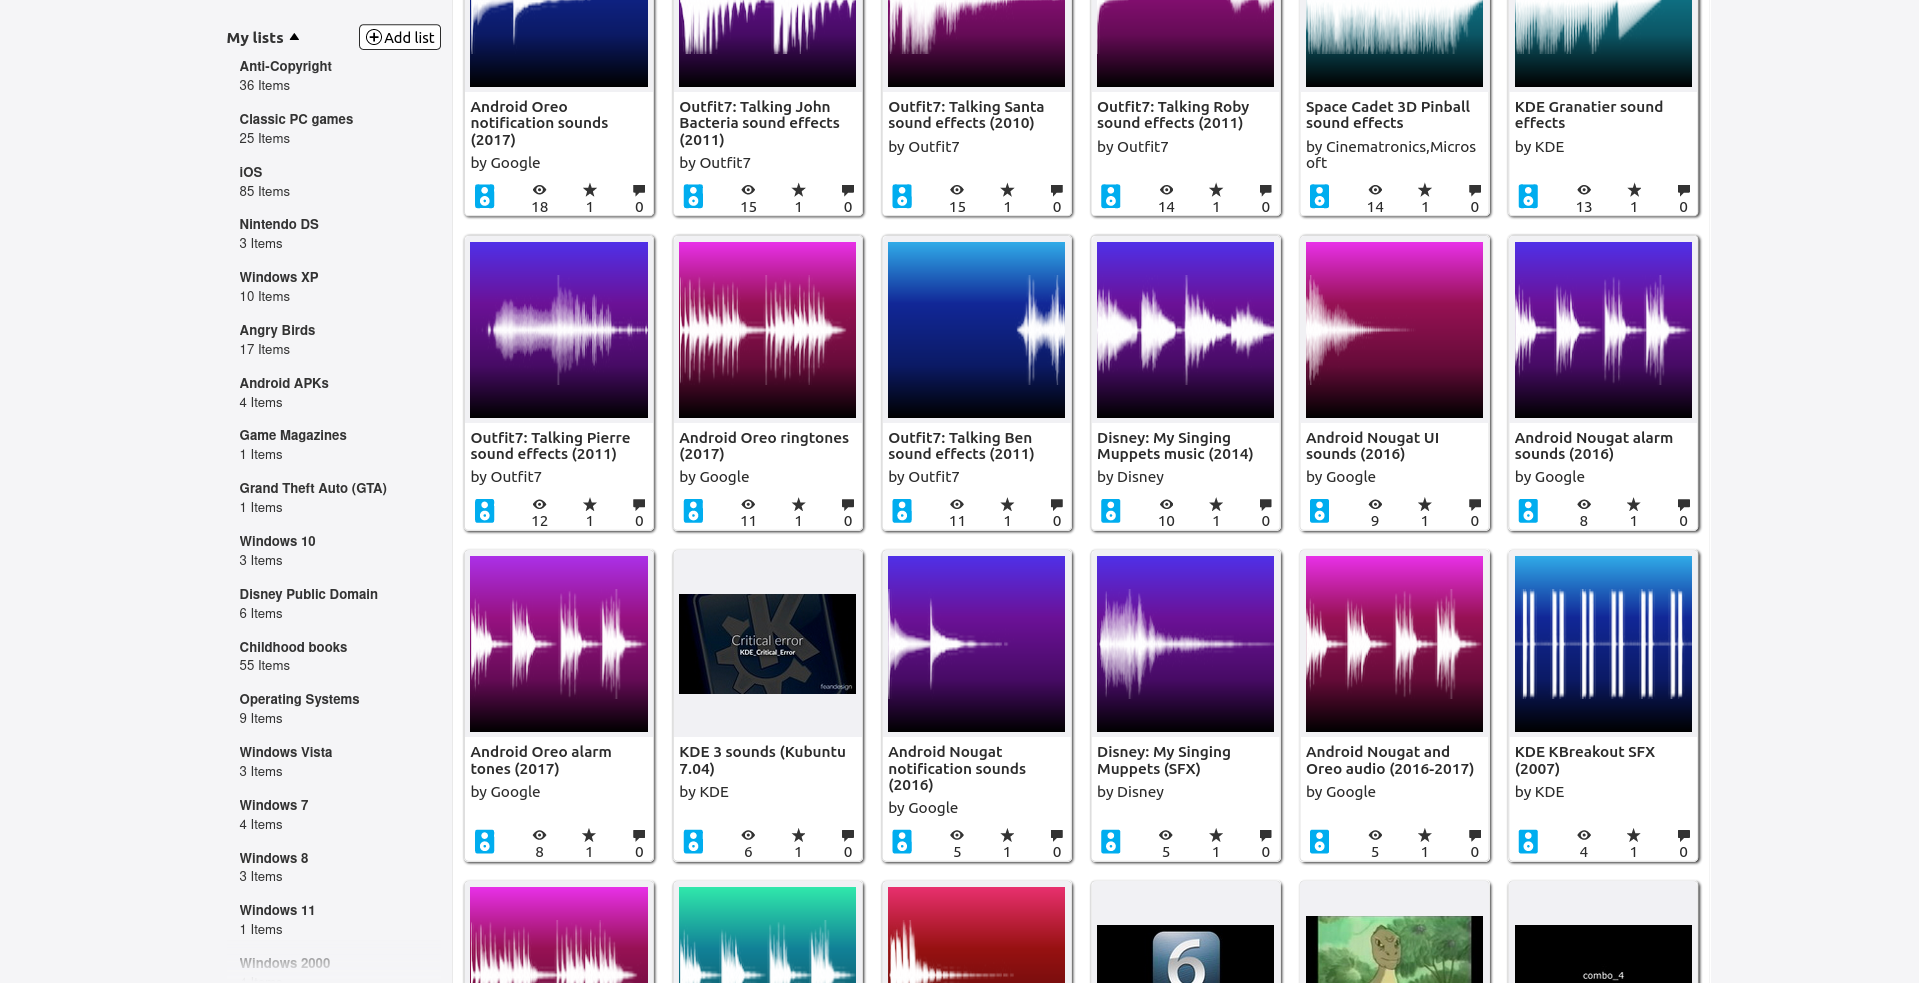 My lists
Add list
Anti-Copyright
36 Items
Classic PC games
25 Items
iOS
85 Items
Nintendo DS
3 Items
Windows XP
10 Items
Angry Birds
17 Items
Android APKs
4 Items
Game Magazines
1 Items
Grand Theft Auto (GTA)
1 Items
Windows 10
3 Items
Disney Public Domain
6 Items
Childhood books
55 Items
Operating Systems
9 Items
Windows Vista
3 Items
Windows 7
4 Items
Windows 8
3 Items
Windows 11
1 Items
Windows 2000
Android Oreo
notification sounds
(2017)
by Google
18 1 0
Outfit7: Talking John
Bacteria sound effects
(2011)
by Outfit7
15 1 0
Outfit7: Talking Santa
sound effects (2010)
by Outfit7
15 1 0
Outfit7: Talking Roby
sound effects (2011)
by Outfit7
14 1 0
Space Cadet 3D Pinball
sound effects
by Cinematronics,Micros
oft
14 1 0
KDE Granatier sound
effects
by KDE
13 1 0
Outfit7: Talking Pierre
sound effects (2011)
by Outfit7
12 1 0
Android Oreo ringtones
(2017)
by Google
11 1 0
Outfit7: Talking Ben
sound effects (2011)
by Outfit7
11 1 0
Disney: My Singing
Muppets music (2014)
by Disney
10 1 0
Android Nougat UI
sounds (2016)
by Google
9 1 0
Android Nougat alarm
sounds (2016)
by Google
8 1 0
Android Oreo alarm
tones (2017)
by Google
8 1 0
Critical error
KDE_Critical_Error
fleondesign
KDE 3 sounds (Kubuntu
7.04)
by KDE
6 1 0
Android Nougat
notification sounds
(2016)
by Google
5 1 0
Disney: My Singing
Muppets (SFX)
by Disney
5 1 0
Android Nougat and
Oreo audio (2016-2017)
by Google
5 1 0
KDE KBreakout SFX
(2007)
by KDE
4 1 0
6
combo_4